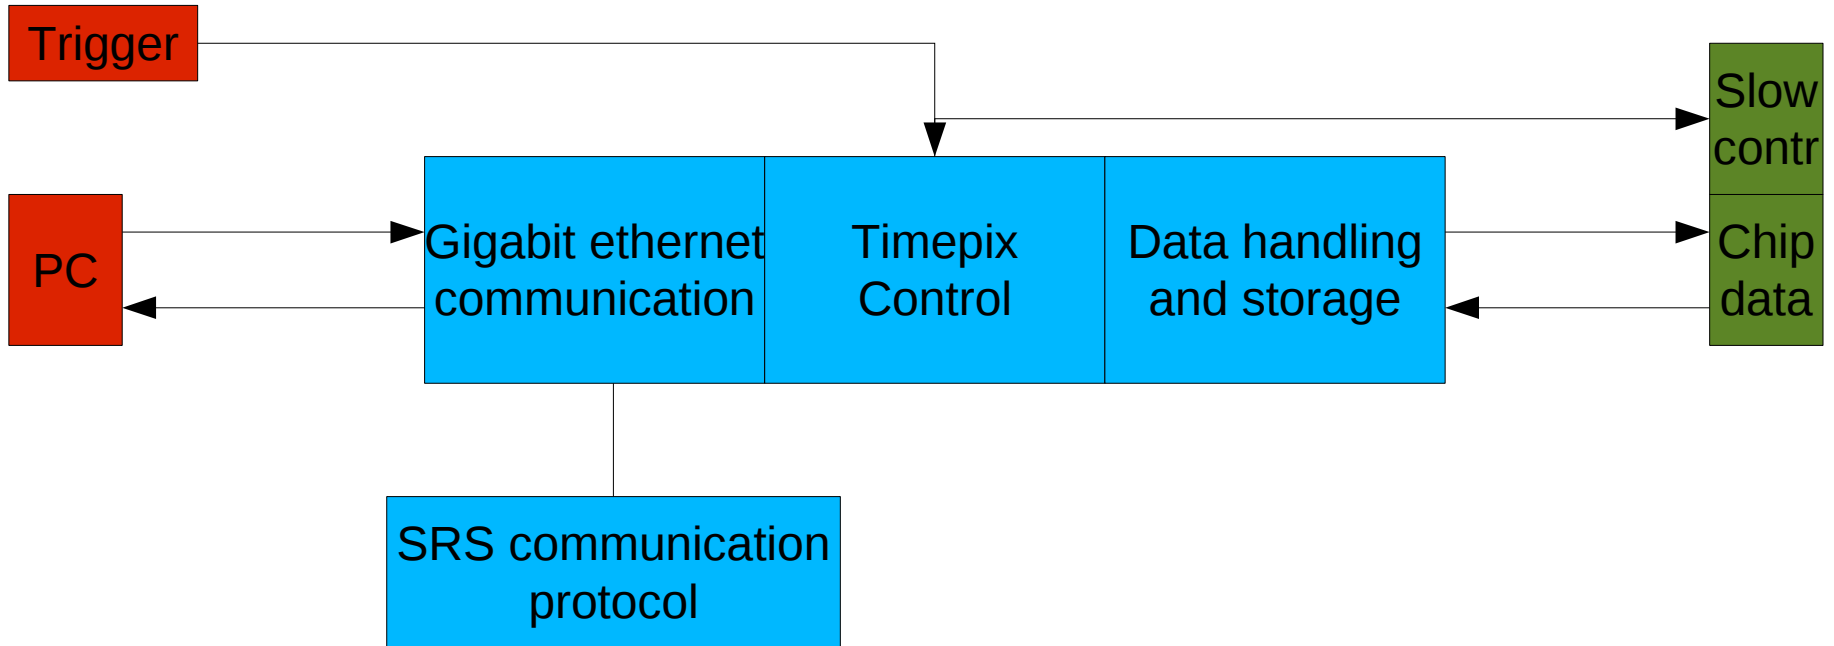 Trigger
Slow
contr
PC
Gigabit ethernet
communication
Timepix
Control
Data handling
and storage
Chip
data
SRS communication
protocol